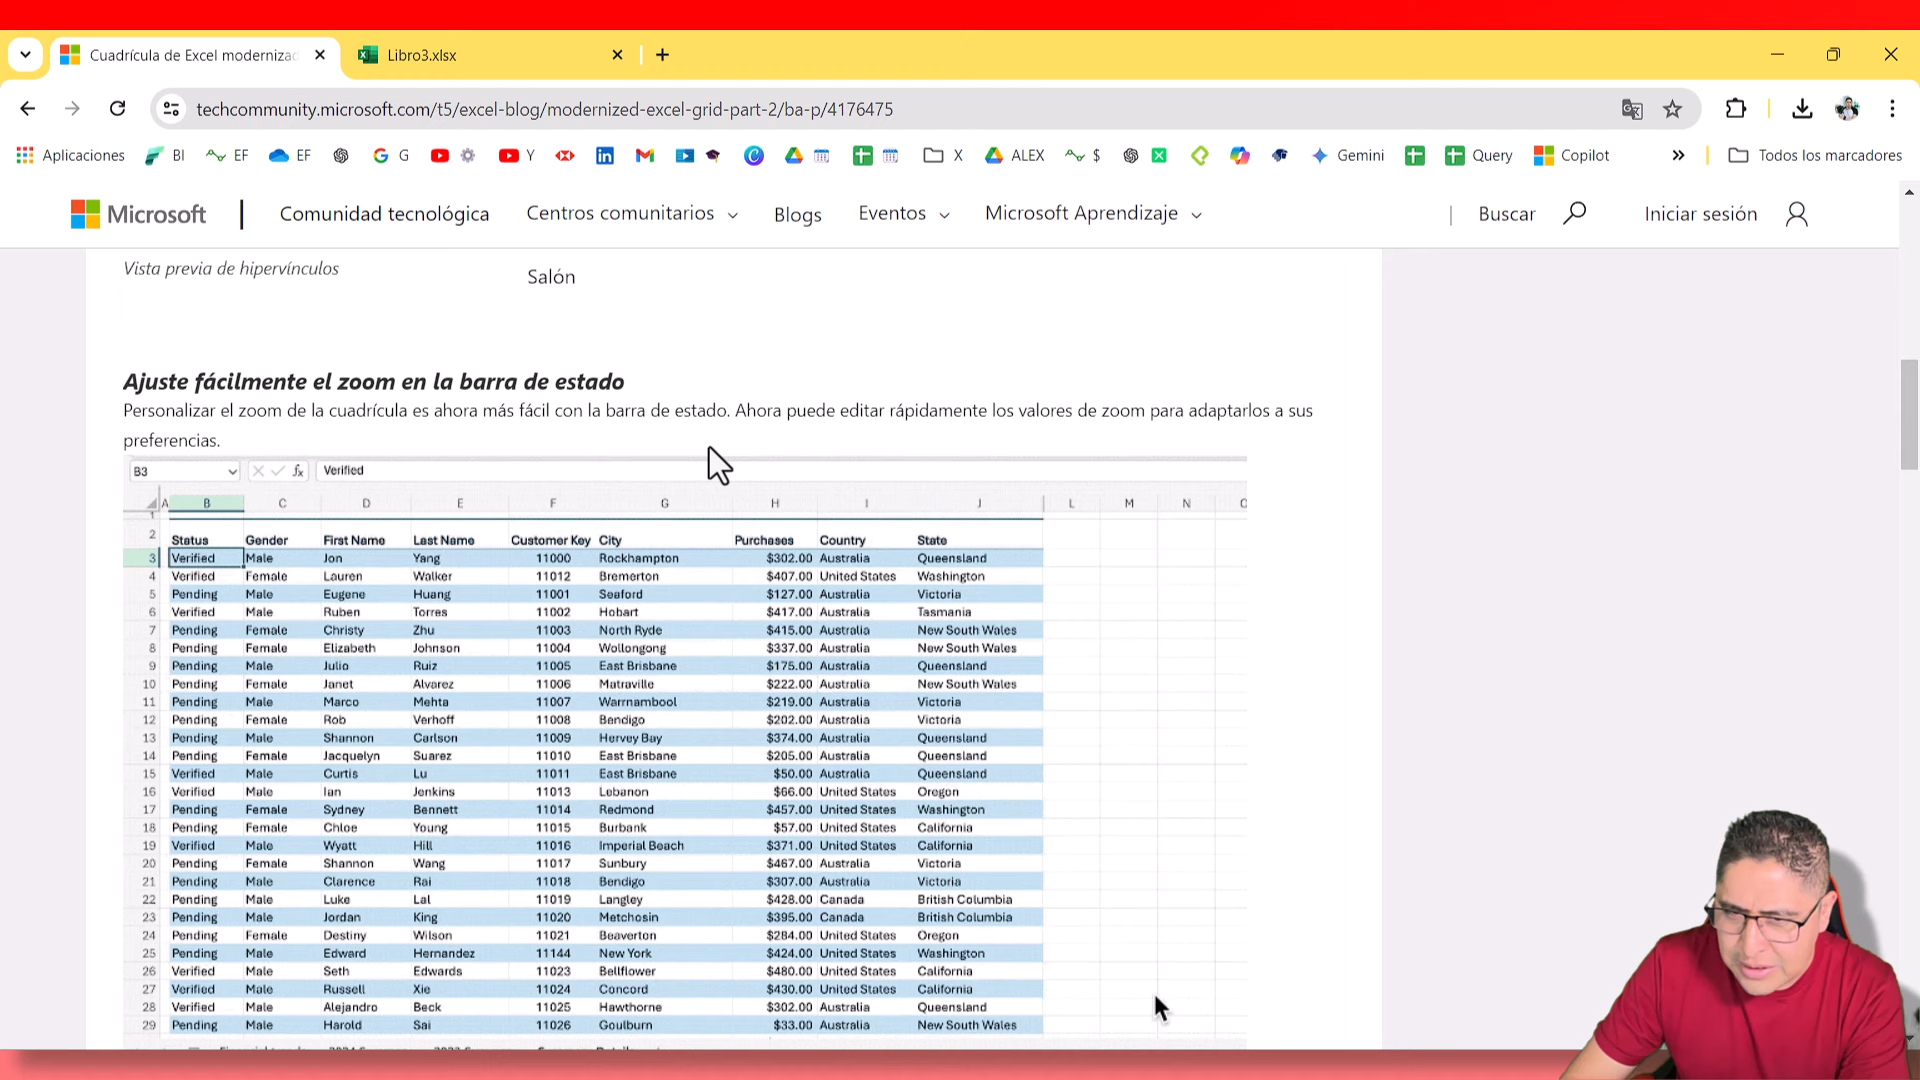 Cuadrícula de Excel modernizac
Libro3.xlsx
techcommunity.microsoft.com/t5/excel-blog/modernized-excel-grid-part-2/ba-p/4176475
Aplicaciones BI EF EF G Y X ALEX $ Gemini Query Copilot Todos los marcadores
Microsoft Comunidad tecnológica Centros comunitarios Blogs Eventos Microsoft Aprendizaje Buscar Iniciar sesión
Vista previa de hipervínculos
Salón
Ajuste fácilmente el zoom en la barra de estado
Personalizar el zoom de la cuadrícula es ahora más fácil con la barra de estado. Ahora puede editar rápidamente los valores de zoom para adaptarlos a sus
preferencias.
B3 fx Verified
A B C D E F G H I J L M N
1
2 Status Gender First Name Last Name Customer Key City Purchases Country State
3 Verified Male Jon Yang 11000 Rockhampton $302.00 Australia Queensland
4 Verified Female Lauren Walker 11012 Bremerton $407.00 United States Washington
5 Pending Male Eugene Huang 11001 Seaford $127.00 Australia Victoria
6 Verified Male Ruben Torres 11002 Hobart $417.00 Australia Tasmania
7 Pending Female Christy Zhu 11003 North Ryde $415.00 Australia New South Wales
8 Pending Female Elizabeth Johnson 11004 Wollongong $337.00 Australia New South Wales
9 Pending Male Julio Ruiz 11005 East Brisbane $175.00 Australia Queensland
10 Pending Female Janet Alvarez 11006 Matraville $222.00 Australia New South Wales
11 Pending Male Marco Mehta 11007 Warrnambool $219.00 Australia Victoria
12 Pending Female Rob Verhoff 11008 Bendigo $202.00 Australia Victoria
13 Pending Male Shannon Carlson 11009 Hervey Bay $374.00 Australia Queensland
14 Pending Female Jacquelyn Suarez 11010 East Brisbane $205.00 Australia Queensland
15 Verified Male Curtis Lu 11011 East Brisbane $50.00 Australia Queensland
16 Verified Male Ian Jenkins 11013 Lebanon $66.00 United States Oregon
17 Pending Female Sydney Bennett 11014 Redmond $457.00 United States Washington
18 Pending Female Chloe Young 11015 Burbank $57.00 United States California
19 Verified Male Wyatt Hill 11016 Imperial Beach $371.00 United States California
20 Pending Female Shannon Wang 11017 Sunbury $467.00 Australia Victoria
21 Pending Male Clarence Rai 11018 Bendigo $307.00 Australia Victoria
22 Pending Male Luke Lal 11019 Langley $428.00 Canada British Columbia
23 Pending Male Jordan King 11020 Metchosin $395.00 Canada British Columbia
24 Pending Female Destiny Wilson 11021 Beaverton $284.00 United States Oregon
25 Pending Male Edward Hernandez 11144 New York $424.00 United States Washington
26 Verified Male Seth Edwards 11023 Bellflower $480.00 United States California
27 Verified Male Russell Xie 11024 Concord $430.00 United States California
28 Verified Male Alejandro Beck 11025 Hawthorne $302.00 Australia Queensland
29 Pending Male Harold Sai 11026 Goulburn $33.00 Australia New South Wales